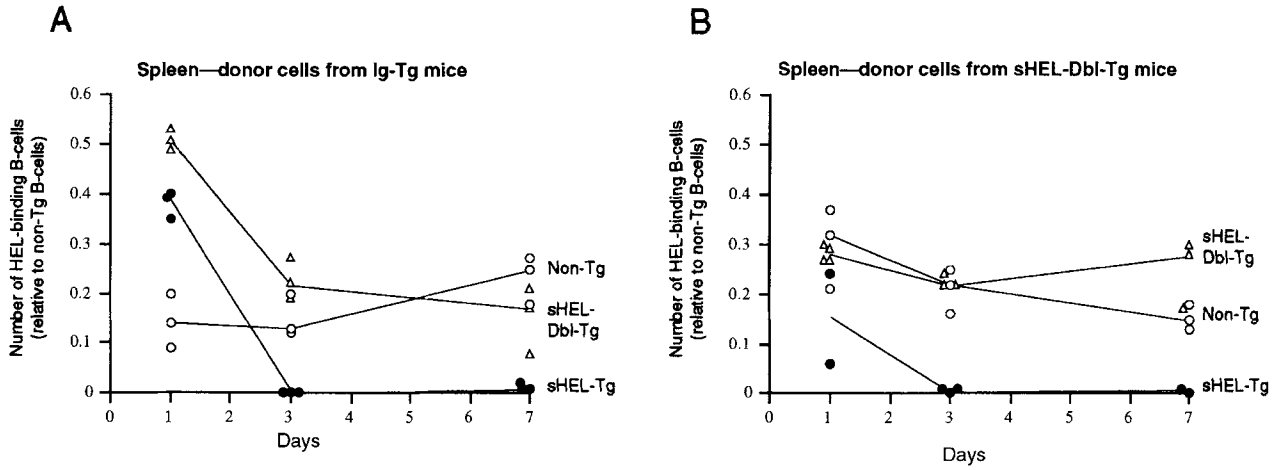 A
Spleen—donor cells from Ig-Tg mice
Number of HEL-binding B-cells
(relative to non-Tg B-cells)
0.6
0.5
0.4
0.3
0.2
0.1
0
0 1 2 3 4 5 6 7
Days
Non-Tg
sHEL-
Dbl-Tg
sHEL-Tg
B
Spleen—donor cells from sHEL-Dbl-Tg mice
Number of HEL-binding B-cells
(relative to non-Tg B-cells)
0.6
0.5
0.4
0.3
0.2
0.1
0
0 1 2 3 4 5 6 7
Days
sHEL-
Dbl-Tg
Non-Tg
sHEL-Tg